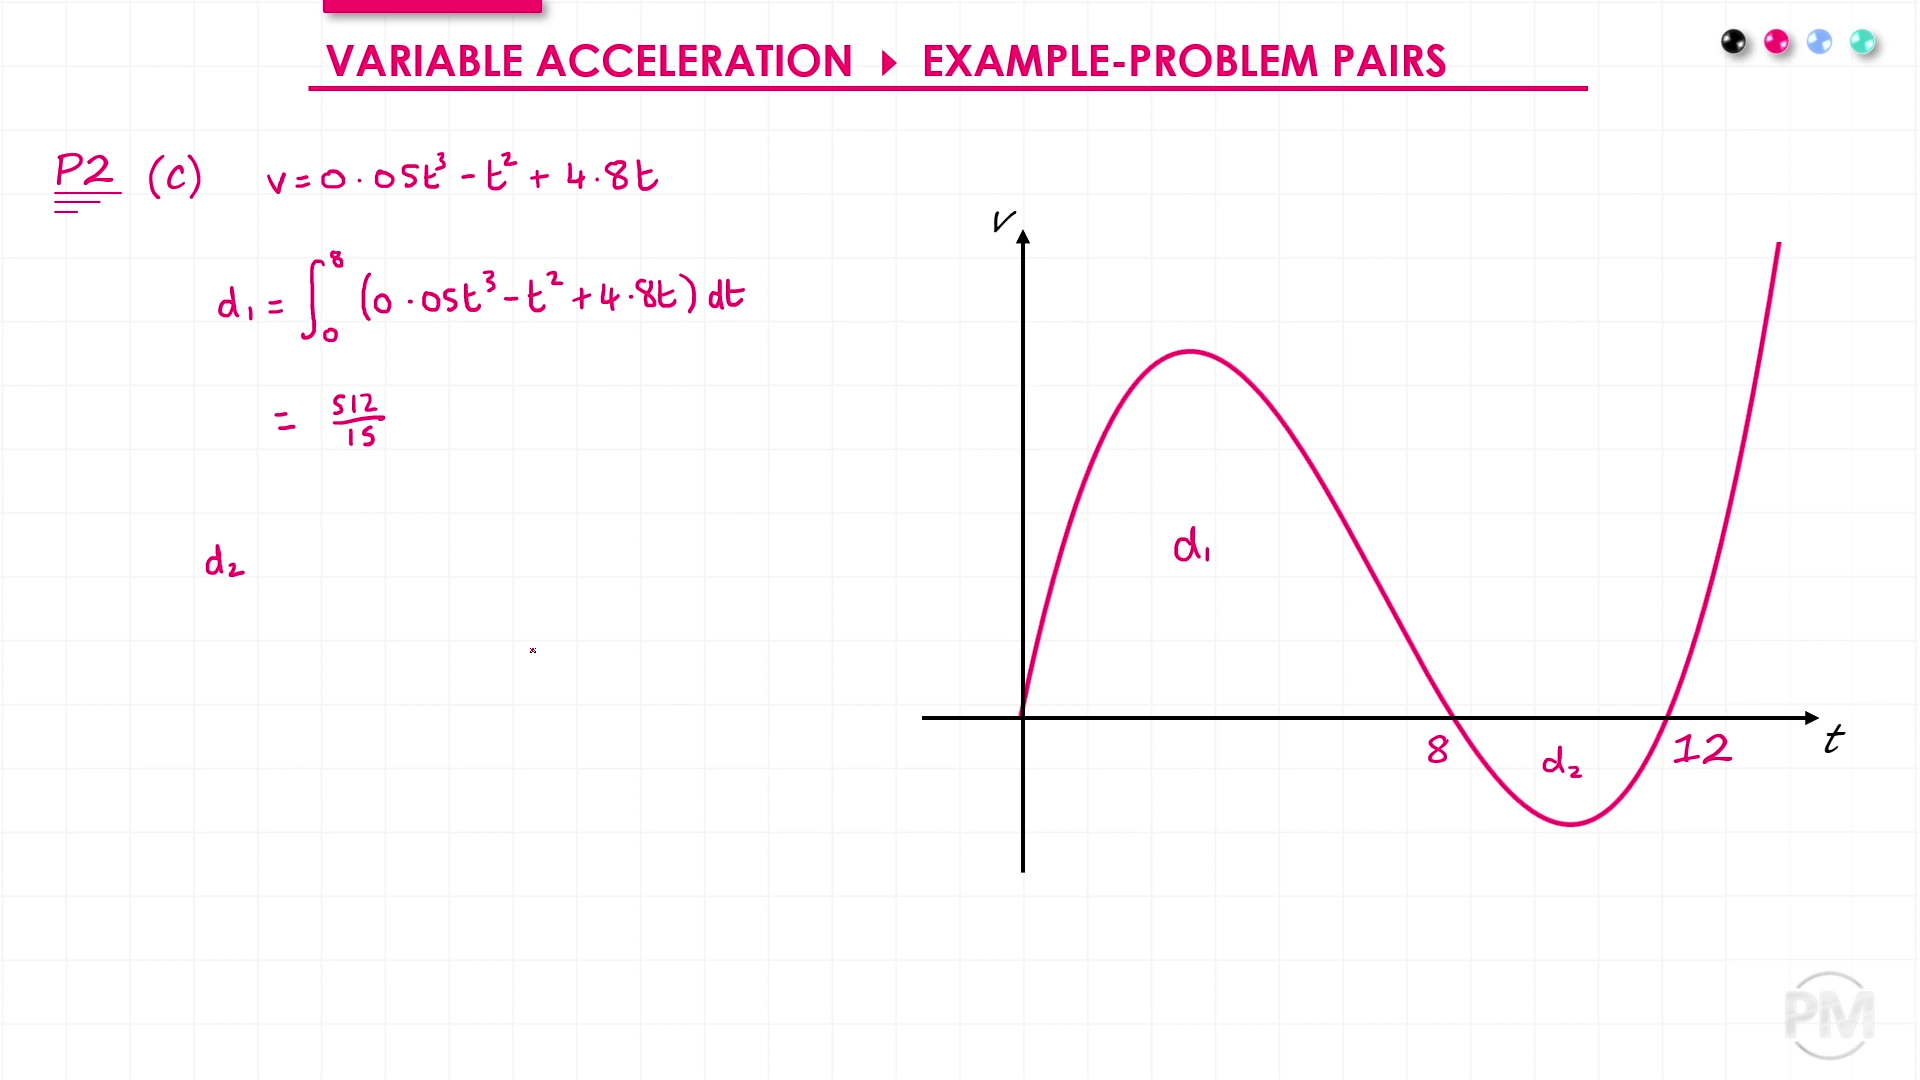 VARIABLE ACCELERATION ▶ EXAMPLE-PROBLEM PAIRS
P2 (c) v = 0.05t³ - t² + 4.8t
d₁ = ∫₀⁸ (0.05t³ - t² + 4.8t) dt
= 512/15
d₂
v
d₁
8
d₂
12
t
PM